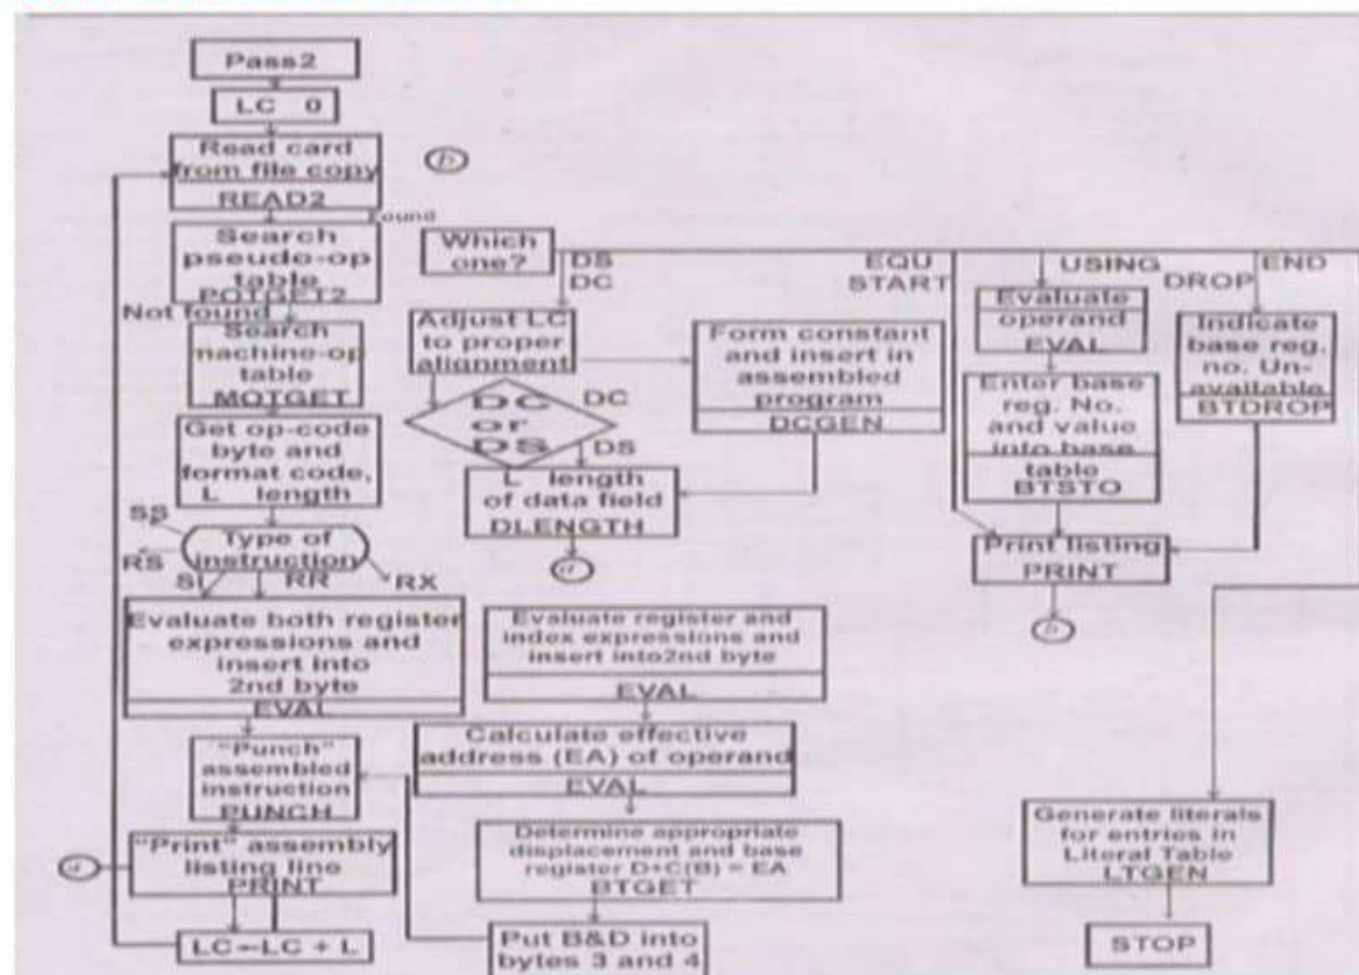 Pass2
LC 0
Read card
from file copy
READ2
Found
Search
pseudo-op
table
POTGET2
Not found
Search
machine-op
table
MOTGET
Get op-code
byte and
format code,
L length
Type of
instruction
SS
RS
SI
RR
RX
Evaluate both register
expressions and
insert into
2nd byte
EVAL
"Punch"
assembled
instruction
PUNCH
"Print" assembly
listing line
PRINT
a
LC←LC + L
b
Which
one?
DS
DC
Adjust LC
to proper
alignment
DC
or
DS
DC
DS
L length
of data field
DLENGTH
a
Form constant
and insert in
assembled
program
DCGEN
Evaluate register and
index expressions and
insert into2nd byte
EVAL
Calculate effective
address (EA) of operand
EVAL
Determine appropriate
displacement and base
register D+C(B) = EA
BTGET
Put B&D into
bytes 3 and 4
EQU
START
USING
DROP
END
Evaluate
operand
EVAL
Enter base
reg. No.
and value
into base
table
BTSTO
Indicate
base reg.
no. Un-
available
BTDROP
Print listing
PRINT
b
Generate literals
for entries in
Literal Table
LTGEN
STOP